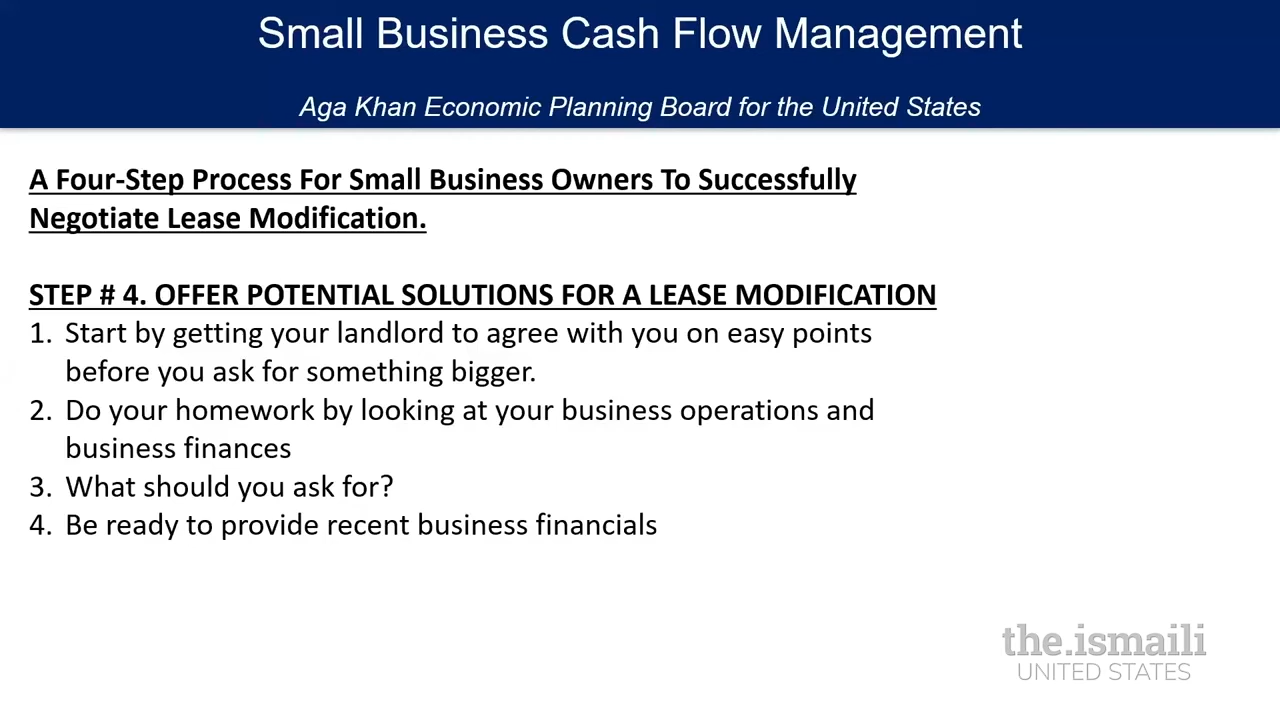 Small Business Cash Flow Management
Aga Khan Economic Planning Board for the United States
A Four-Step Process For Small Business Owners To Successfully
Negotiate Lease Modification.
STEP # 4. OFFER POTENTIAL SOLUTIONS FOR A LEASE MODIFICATION
1. Start by getting your landlord to agree with you on easy points
before you ask for something bigger.
2. Do your homework by looking at your business operations and
business finances
3. What should you ask for?
4. Be ready to provide recent business financials
the.ismaili
UNITED STATES